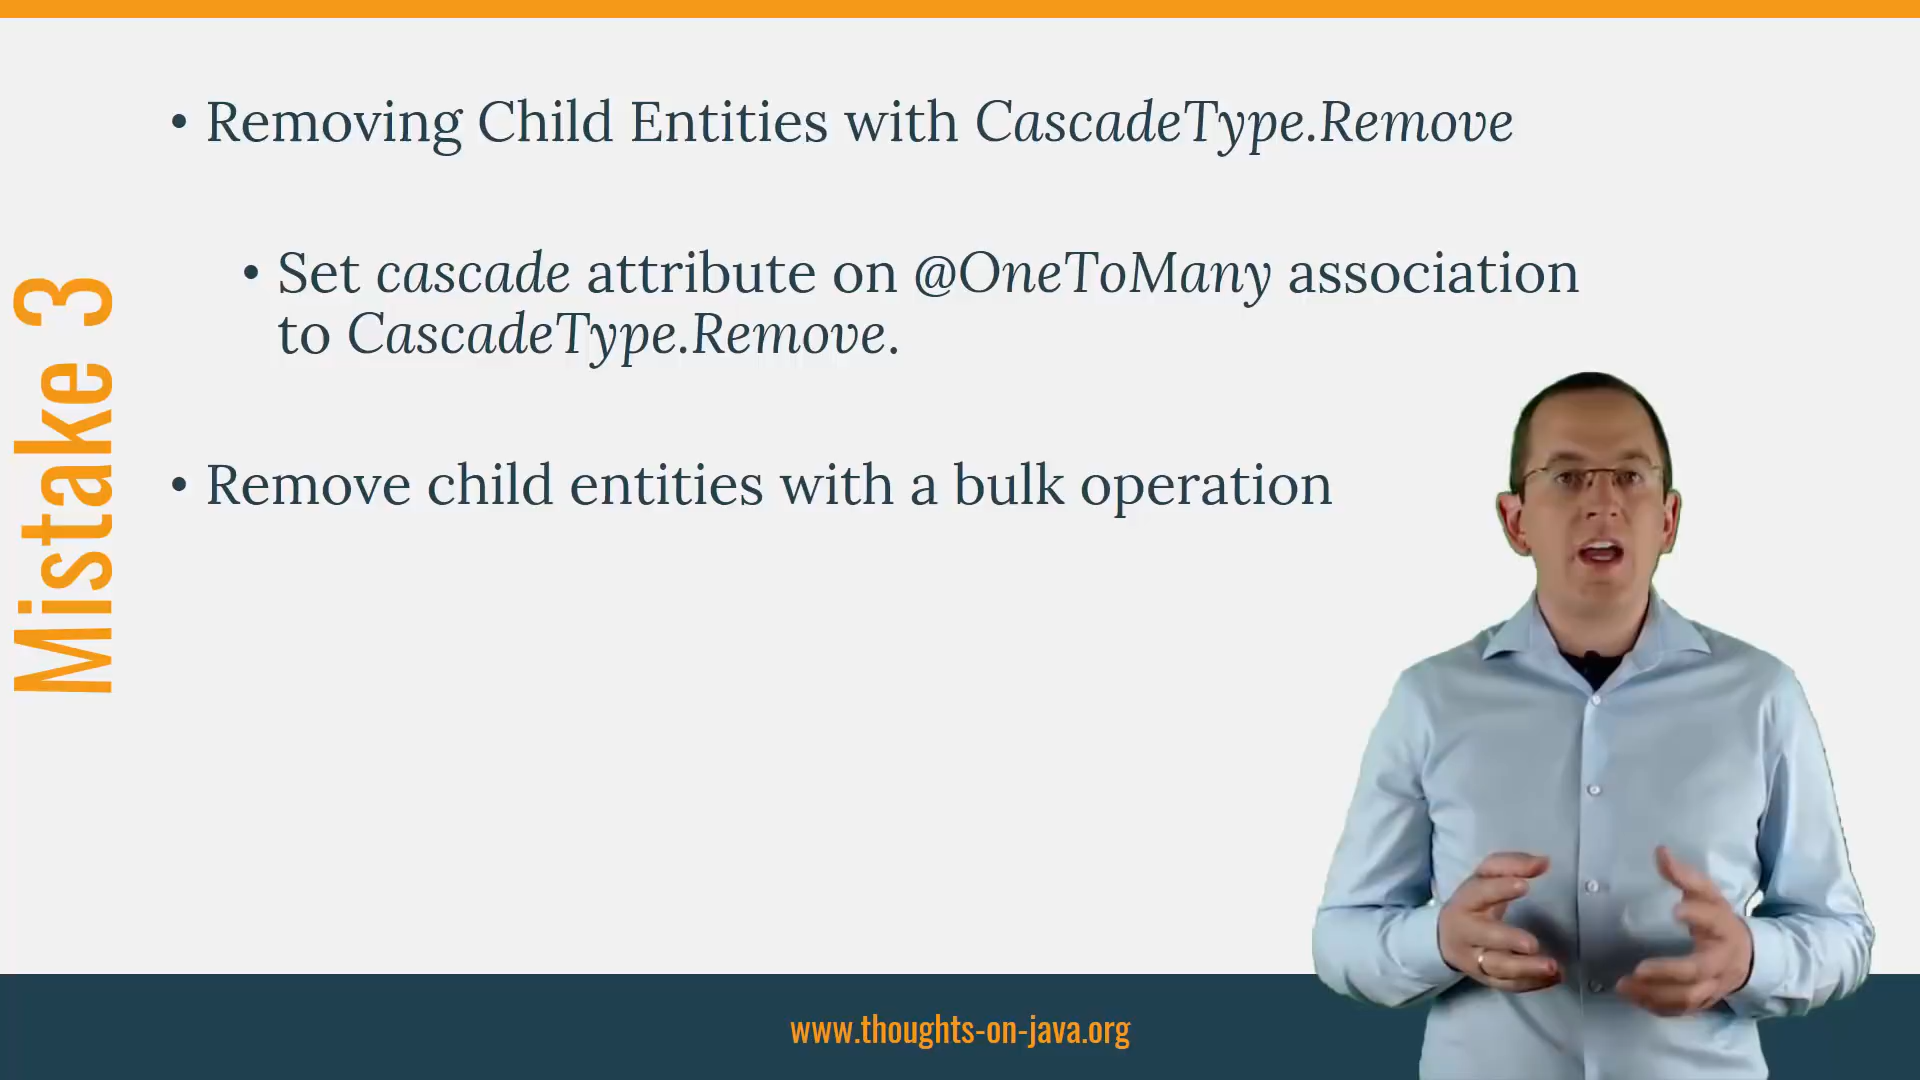 Mistake 3
• Removing Child Entities with CascadeType.Remove
• Set cascade attribute on @OneToMany association
to CascadeType.Remove.
• Remove child entities with a bulk operation
www.thoughts-on-java.org